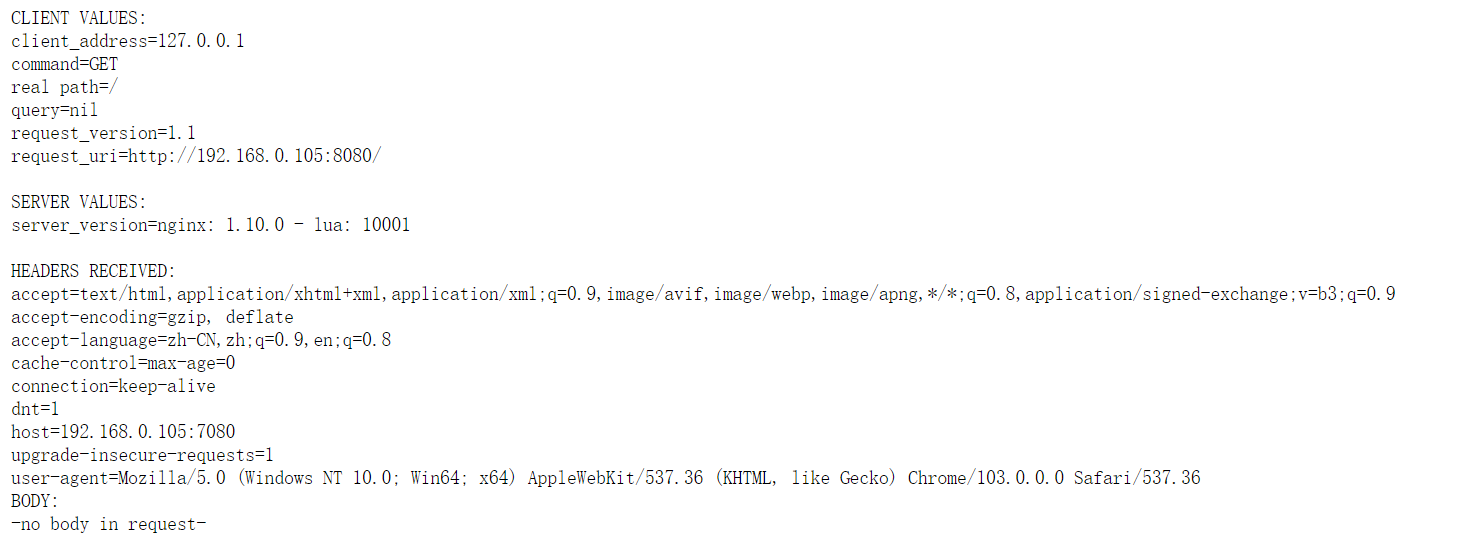 CLIENT VALUES:
client_address=127.0.0.1
command=GET
real path=/
query=nil
request_version=1.1
request_uri=http://192.168.0.105:8080/
SERVER VALUES:
server_version=nginx: 1.10.0 - lua: 10001
HEADERS RECEIVED:
accept=text/html,application/xhtml+xml,application/xml;q=0.9,image/avif,image/webp,image/apng,*/*;q=0.8,application/signed-exchange;v=b3;q=0.9
accept-encoding=gzip, deflate
accept-language=zh-CN,zh;q=0.9,en;q=0.8
cache-control=max-age=0
connection=keep-alive
dnt=1
host=192.168.0.105:7080
upgrade-insecure-requests=1
user-agent=Mozilla/5.0 (Windows NT 10.0; Win64; x64) AppleWebKit/537.36 (KHTML, like Gecko) Chrome/103.0.0.0 Safari/537.36
BODY:
-no body in request-